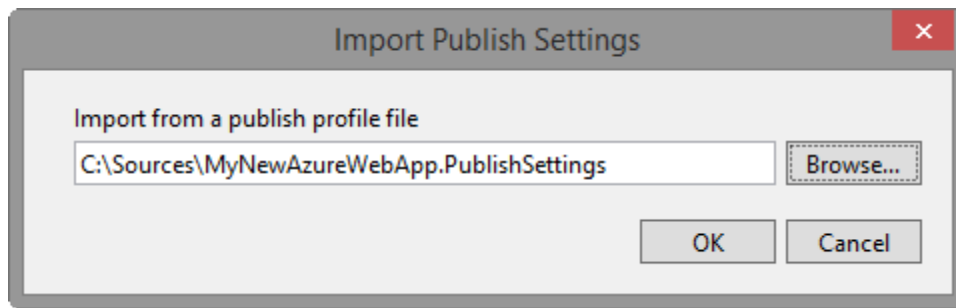 Import Publish Settings
Import from a publish profile file
C:\Sources\MyNewAzureWebApp.PublishSettings
Browse...
OK
Cancel